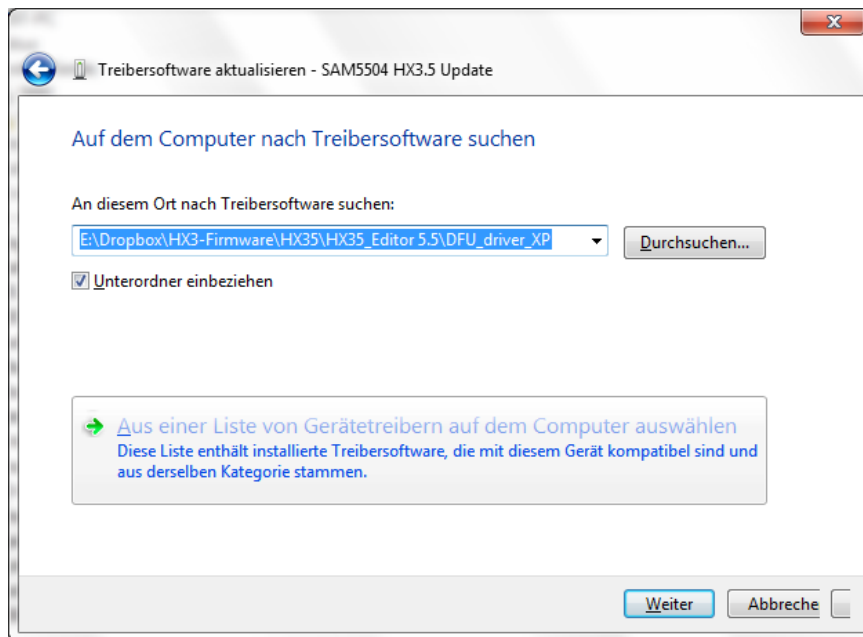 Treibersoftware aktualisieren - SAM5504 HX3.5 Update
Auf dem Computer nach Treibersoftware suchen
An diesem Ort nach Treibersoftware suchen:
E:\Dropbox\HX3-Firmware\HX35\HX35_Editor 5.5\DFU_driver_XP
Durchsuchen...
Unterordner einbeziehen
Aus einer Liste von Gerätetreibern auf dem Computer auswählen
Diese Liste enthält installierte Treibersoftware, die mit diesem Gerät kompatibel sind und
aus derselben Kategorie stammen.
Weiter Abbreche